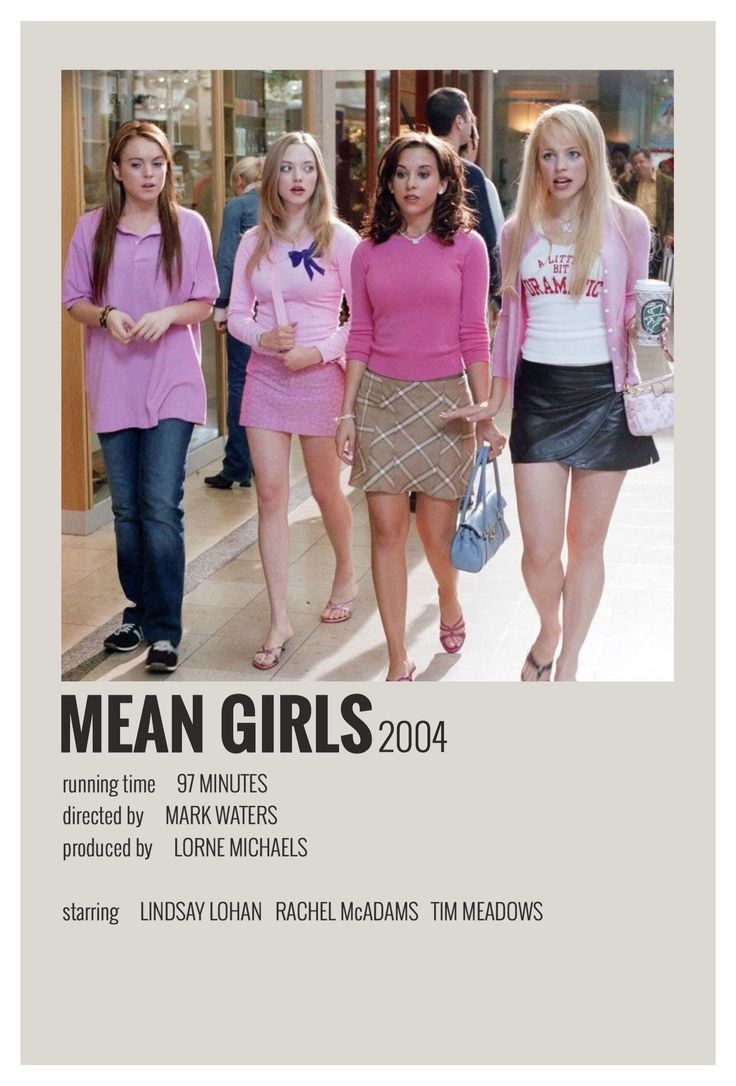 A LITTLE
BIT
DRAMATIC
R
MEAN GIRLS 2004
running time 97 MINUTES
directed by MARK WATERS
produced by LORNE MICHAELS
starring LINDSAY LOHAN RACHEL McADAMS TIM MEADOWS